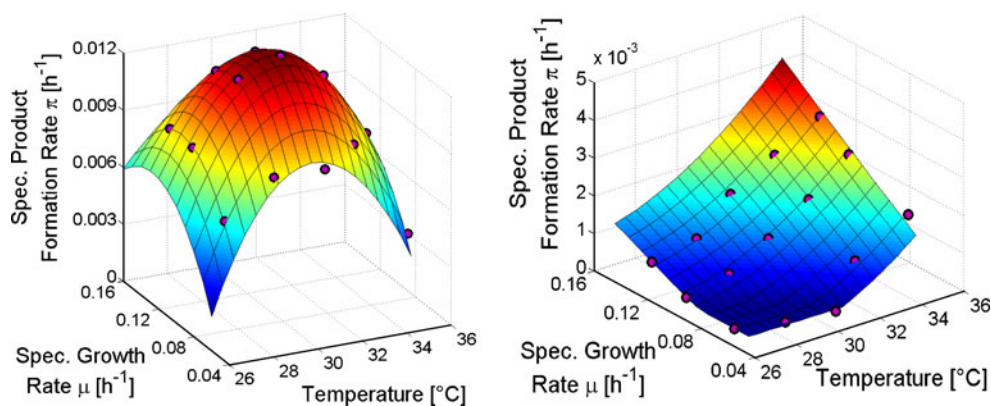 0.012
0.009
0.006
0.003
0
Spec. Product
Formation Rate π [h-1]
0.16
0.12
0.08
0.04
Spec. Growth
Rate μ [h-1]
26
28
30
32
34
36
Temperature [°C]
x 10-3
5
4
3
2
1
0
Spec. Product
Formation Rate π [h-1]
0.16
0.12
0.08
0.04
Spec. Growth
Rate μ [h-1]
26
28
30
32
34
36
Temperature [°C]